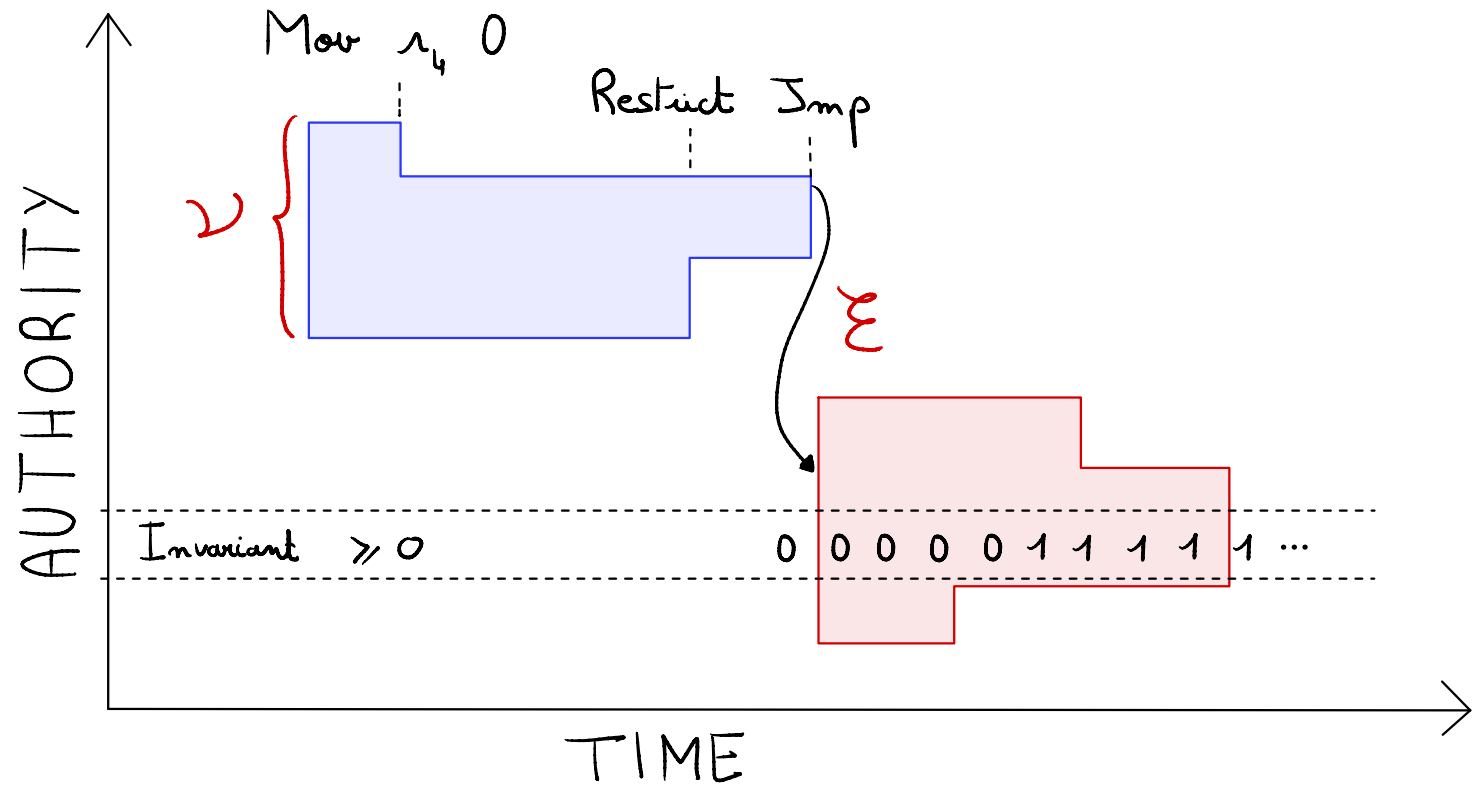 Mov r₄ 0
Restrict Jmp
𝒱
ℰ
AUTHORITY
Invariant ⩾ 0
0 0 0 0 0 1 1 1 1 1 ...
TIME